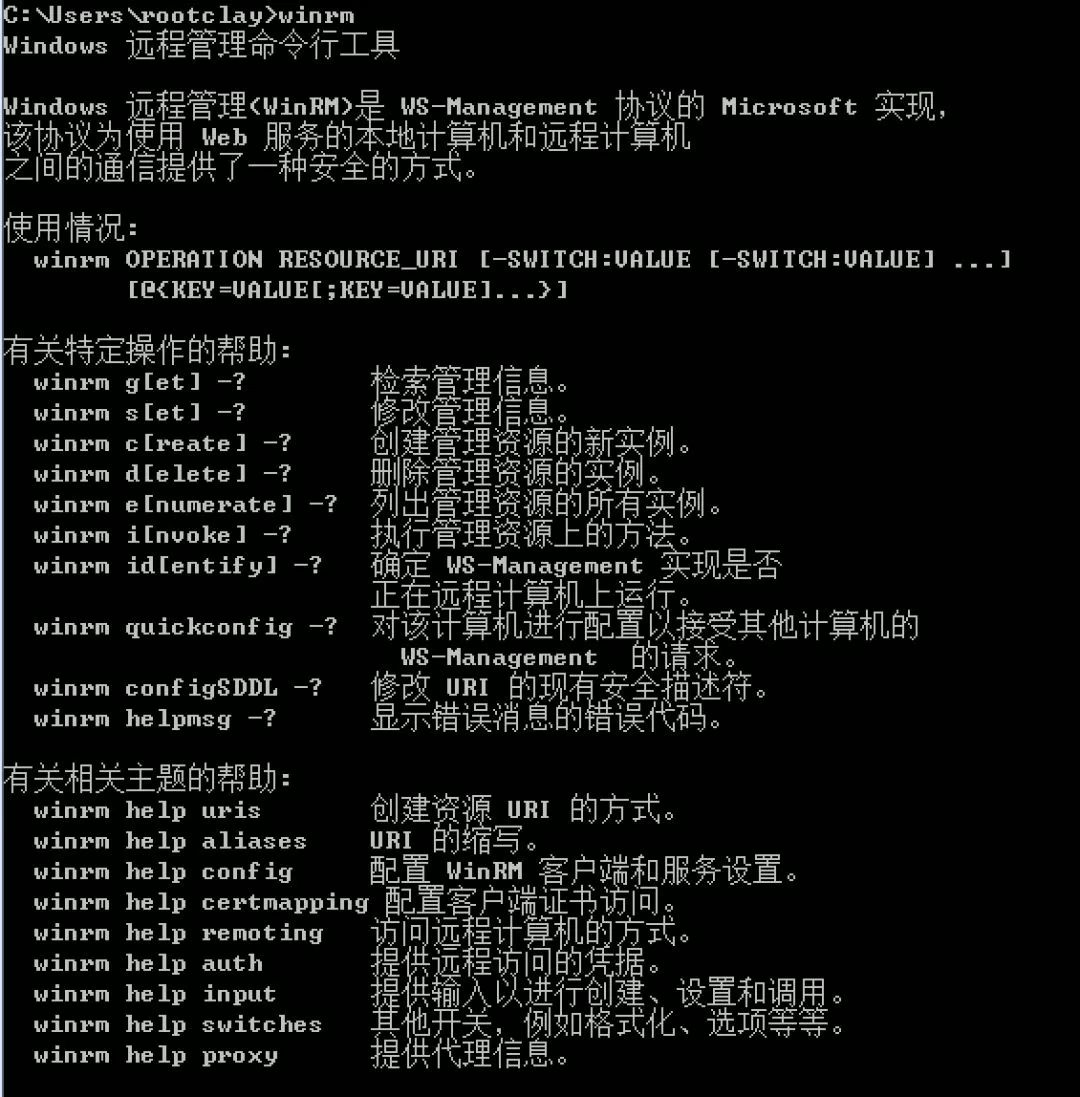 C:\Users\rootclay>winrm
Windows 远程管理命令行工具
Windows 远程管理(WinRM)是 WS-Management 协议的 Microsoft 实现，
该协议为使用 Web 服务的本地计算机和远程计算机
之间的通信提供了一种安全的方式。
使用情况:
winrm OPERATION RESOURCE_URI [-SWITCH:VALUE [-SWITCH:VALUE] ...]
[@{KEY=VALUE[;KEY=VALUE]...}]
有关特定操作的帮助:
winrm g[et] -? 检索管理信息。
winrm s[et] -? 修改管理信息。
winrm c[reate] -? 创建管理资源的新实例。
winrm d[elete] -? 删除管理资源的实例。
winrm e[numerate] -? 列出管理资源的所有实例。
winrm i[nvoke] -? 执行管理资源上的方法。
winrm id[entify] -? 确定 WS-Management 实现是否
正在远程计算机上运行。
winrm quickconfig -? 对该计算机进行配置以接受其他计算机的
WS-Management 的请求。
winrm configSDDL -? 修改 URI 的现有安全描述符。
winrm helpmsg -? 显示错误消息的错误代码。
有关相关主题的帮助:
winrm help uris 创建资源 URI 的方式。
winrm help aliases URI 的缩写。
winrm help config 配置 WinRM 客户端和服务设置。
winrm help certmapping 配置客户端证书访问。
winrm help remoting 访问远程计算机的方式。
winrm help auth 提供远程访问的凭据。
winrm help input 提供输入以进行创建、设置和调用。
winrm help switches 其他开关，例如格式化、选项等等。
winrm help proxy 提供代理信息。